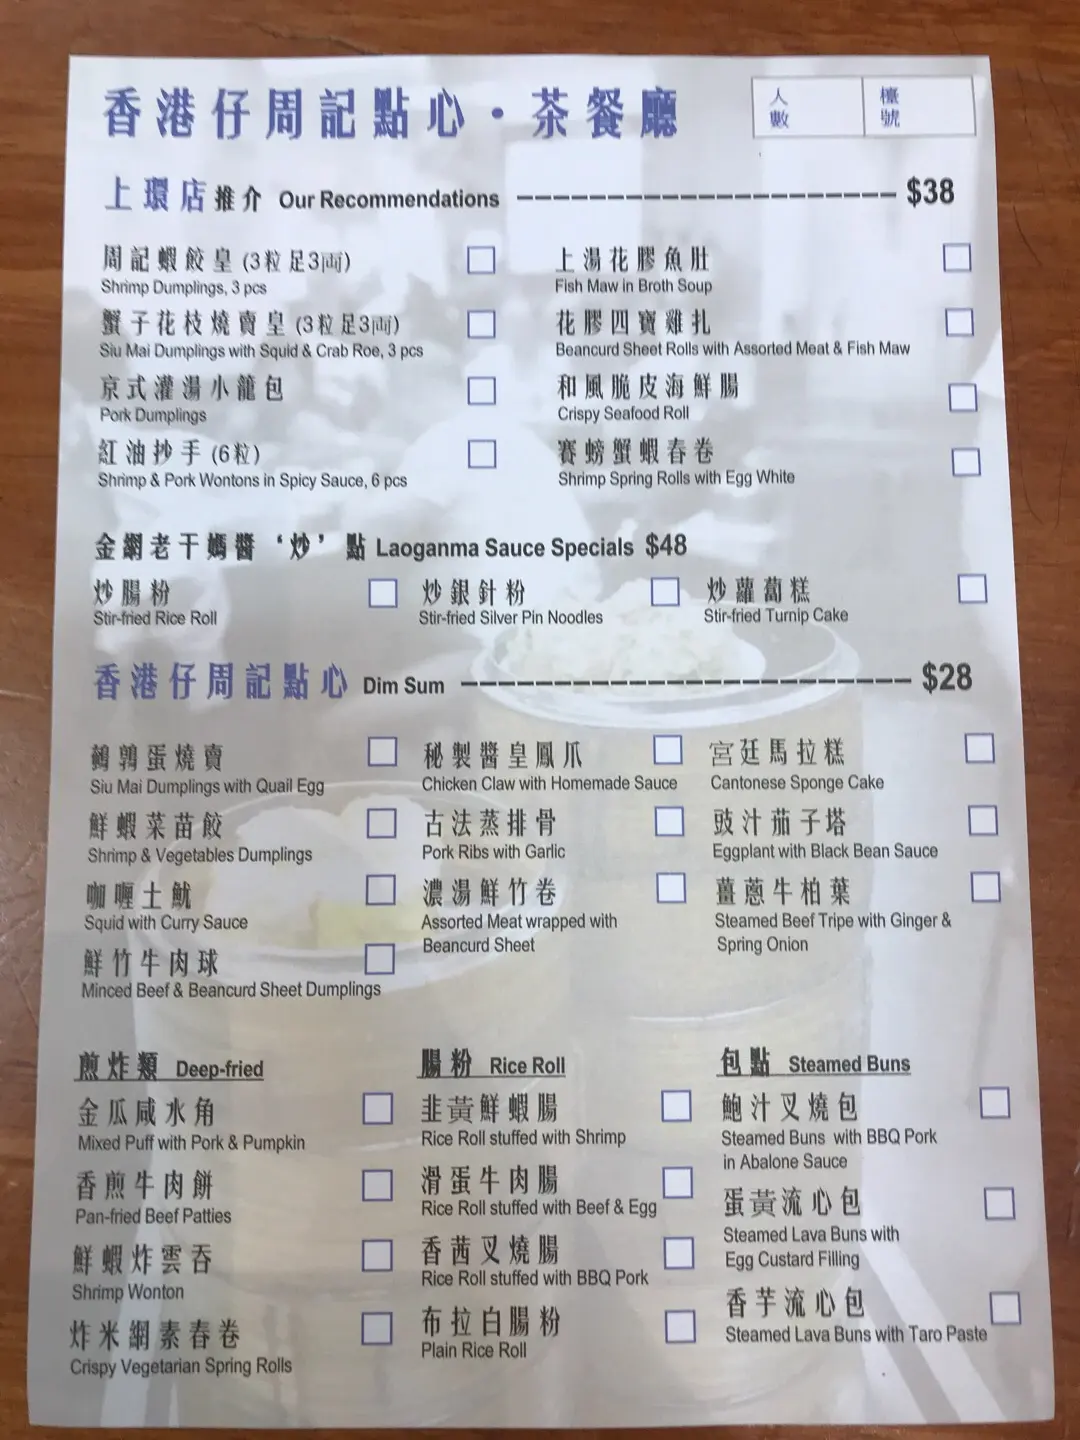 香港仔周記點心・茶餐廳
人數
檯號
上環店推介 Our Recommendations $38
周記蝦餃皇 (3粒足3両)
Shrimp Dumplings, 3 pcs
蟹子花枝燒賣皇 (3粒足3両)
Siu Mai Dumplings with Squid & Crab Roe, 3 pcs
京式灌湯小籠包
Pork Dumplings
紅油抄手 (6粒)
Shrimp & Pork Wontons in Spicy Sauce, 6 pcs
上湯花膠魚肚
Fish Maw in Broth Soup
花膠四寶雞扎
Beancurd Sheet Rolls with Assorted Meat & Fish Maw
和風脆皮海鮮腸
Crispy Seafood Roll
賽螃蟹蝦春卷
Shrimp Spring Rolls with Egg White
金網老干媽醬‘炒’點 Laoganma Sauce Specials $48
炒腸粉
Stir-fried Rice Roll
炒銀針粉
Stir-fried Silver Pin Noodles
炒蘿蔔糕
Stir-fried Turnip Cake
香港仔周記點心 Dim Sum $28
鵪鶉蛋燒賣
Siu Mai Dumplings with Quail Egg
鮮蝦菜苗餃
Shrimp & Vegetables Dumplings
咖喱土魷
Squid with Curry Sauce
鮮竹牛肉球
Minced Beef & Beancurd Sheet Dumplings
秘製醬皇鳳爪
Chicken Claw with Homemade Sauce
古法蒸排骨
Pork Ribs with Garlic
濃湯鮮竹卷
Assorted Meat wrapped with
Beancurd Sheet
宮廷馬拉糕
Cantonese Sponge Cake
豉汁茄子塔
Eggplant with Black Bean Sauce
薑蔥牛柏葉
Steamed Beef Tripe with Ginger &
Spring Onion
煎炸類 Deep-fried
金瓜咸水角
Mixed Puff with Pork & Pumpkin
香煎牛肉餅
Pan-fried Beef Patties
鮮蝦炸雲吞
Shrimp Wonton
炸米網素春卷
Crispy Vegetarian Spring Rolls
腸粉 Rice Roll
韭黃鮮蝦腸
Rice Roll stuffed with Shrimp
滑蛋牛肉腸
Rice Roll stuffed with Beef & Egg
香茜叉燒腸
Rice Roll stuffed with BBQ Pork
布拉白腸粉
Plain Rice Roll
包點 Steamed Buns
鮑汁叉燒包
Steamed Buns with BBQ Pork
in Abalone Sauce
蛋黃流心包
Steamed Lava Buns with
Egg Custard Filling
香芋流心包
Steamed Lava Buns with Taro Paste